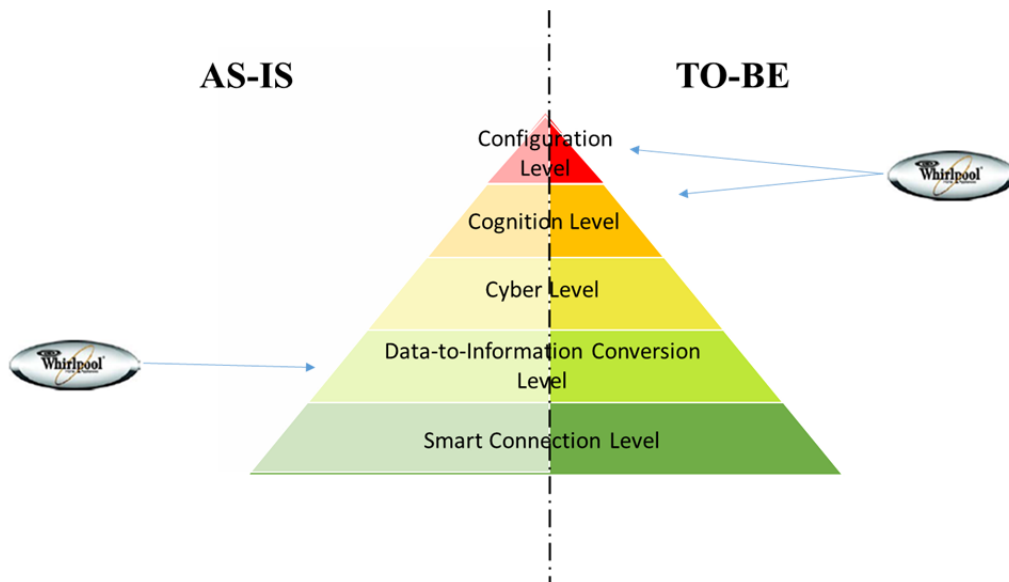 AS-IS
TO-BE
Configuration
Level
Cognition Level
Cyber Level
Data-to-Information Conversion
Level
Smart Connection Level
Whirlpool
Whirlpool